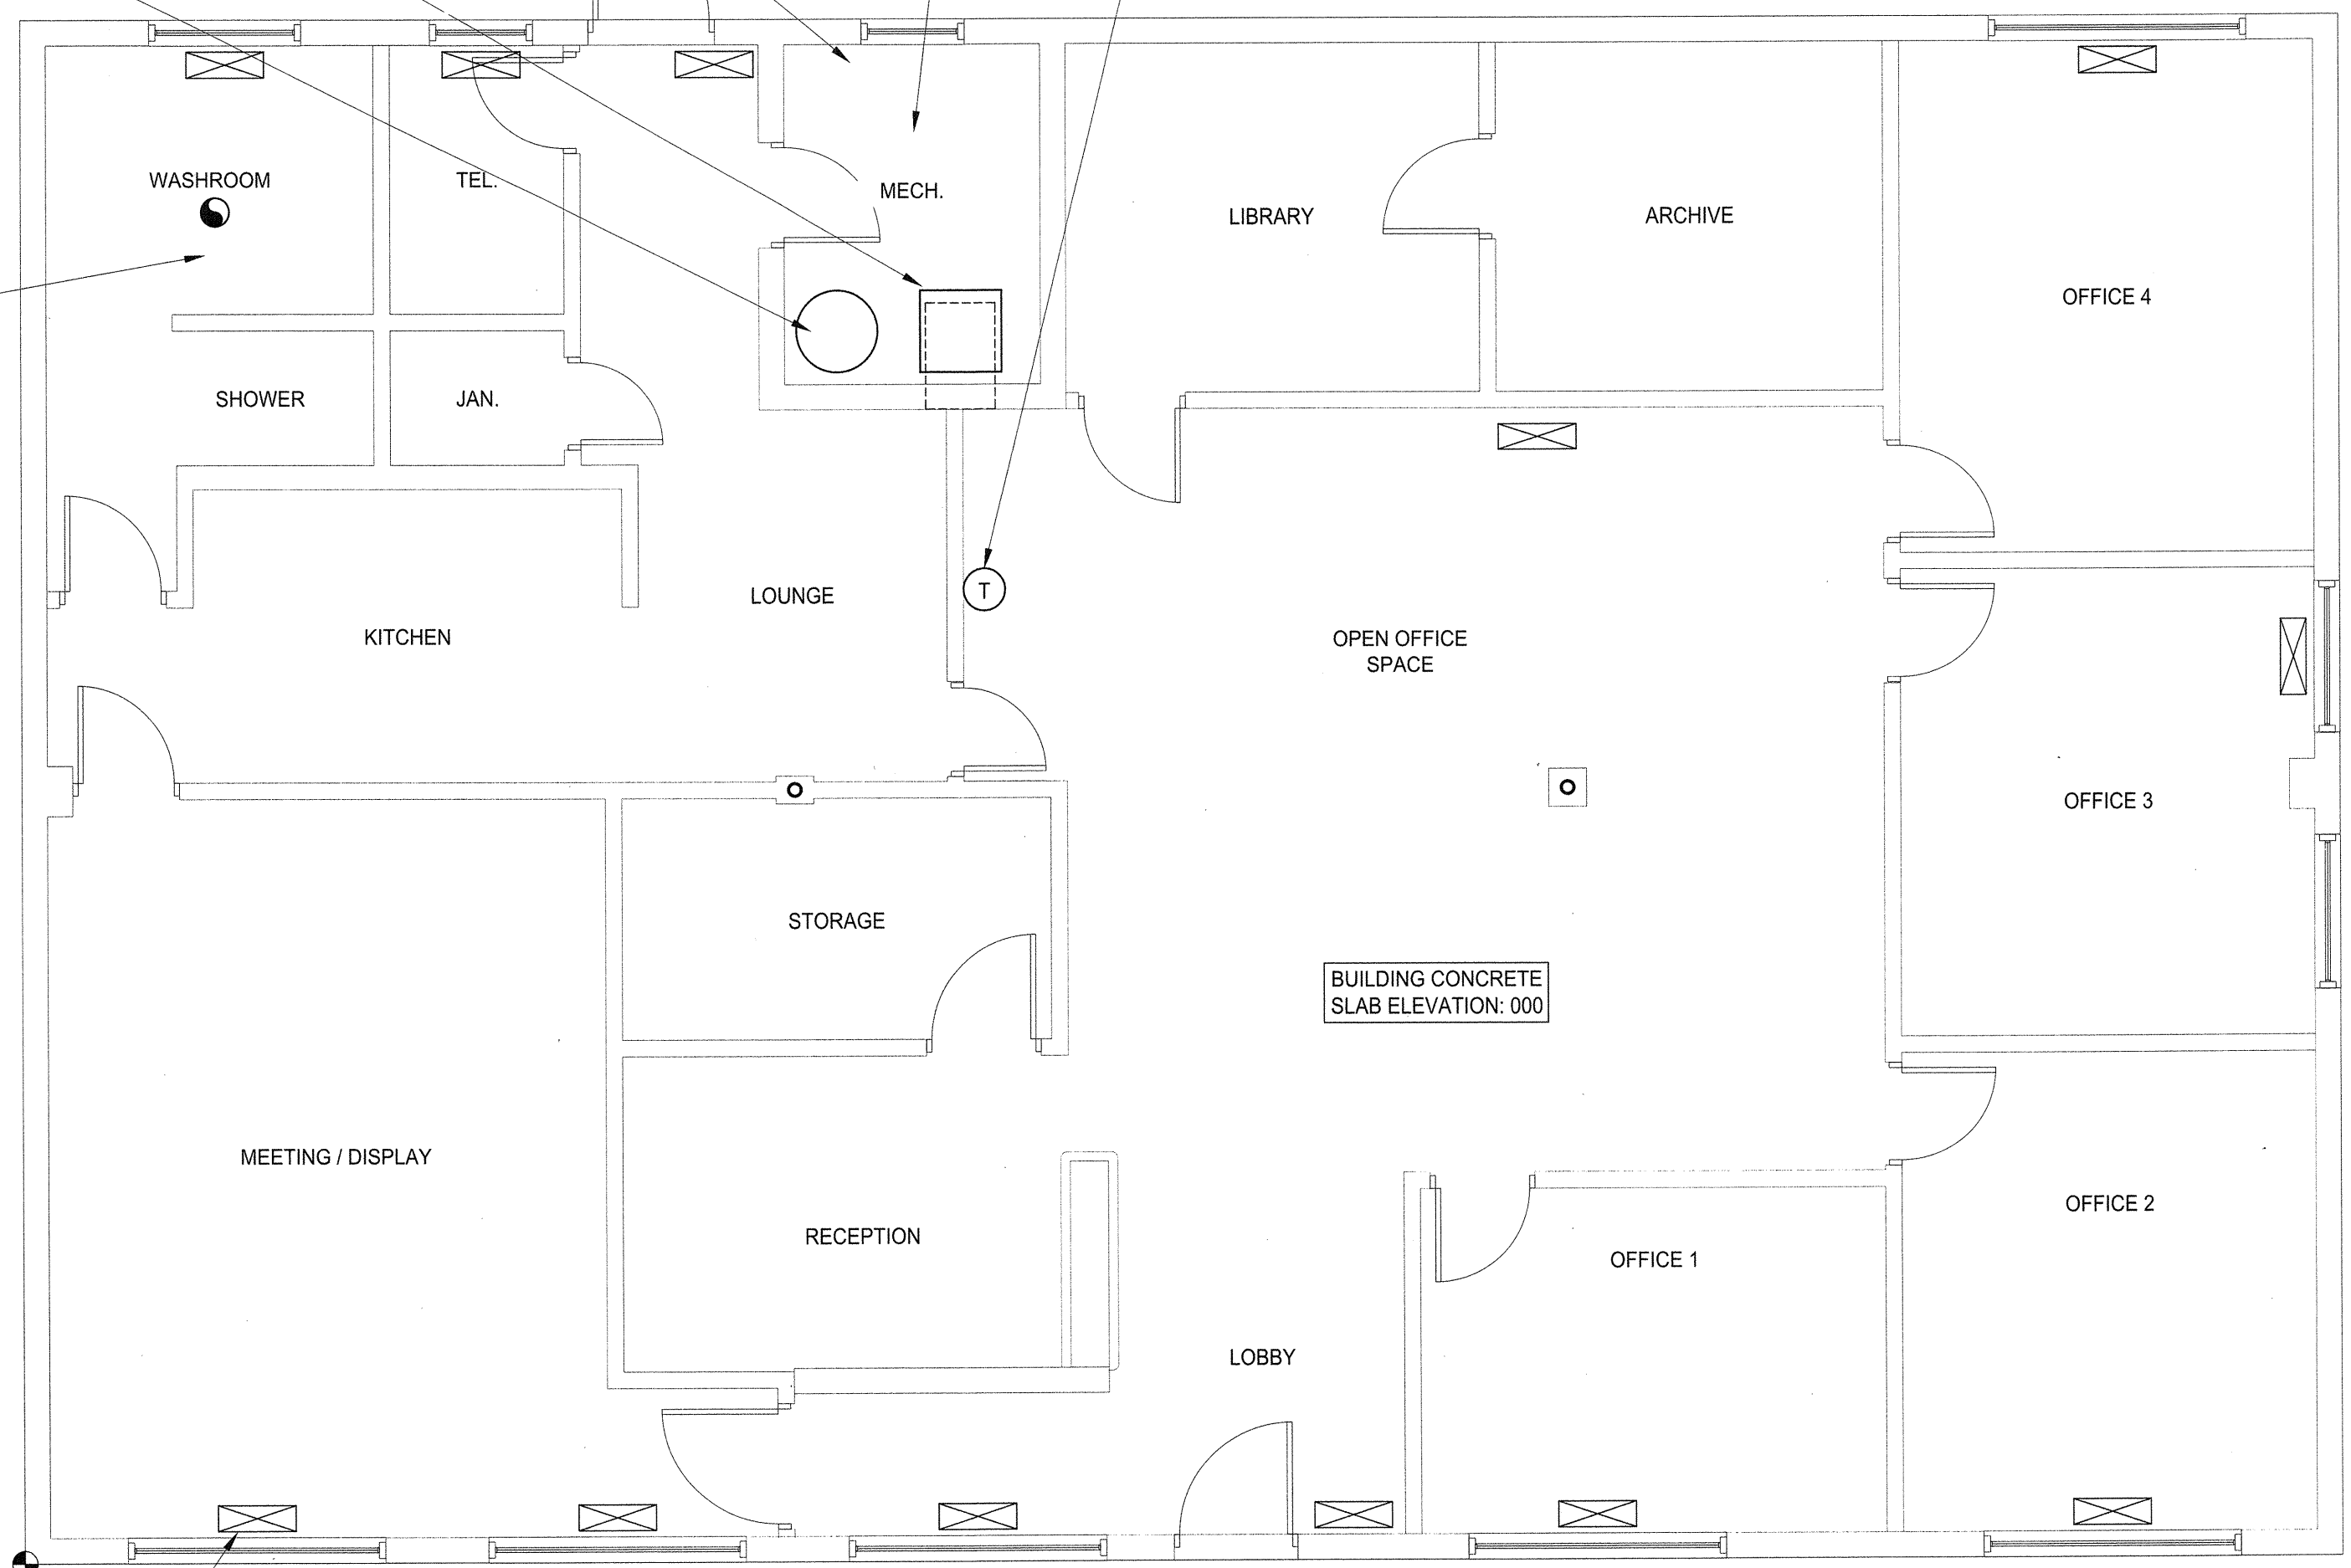 WASHROOM
TEL.
MECH.
LIBRARY
ARCHIVE
OFFICE 4
SHOWER
JAN.
T
LOUNGE
KITCHEN
OPEN OFFICE
SPACE
OFFICE 3
STORAGE
BUILDING CONCRETE
SLAB ELEVATION: 000
MEETING / DISPLAY
RECEPTION
OFFICE 2
OFFICE 1
LOBBY